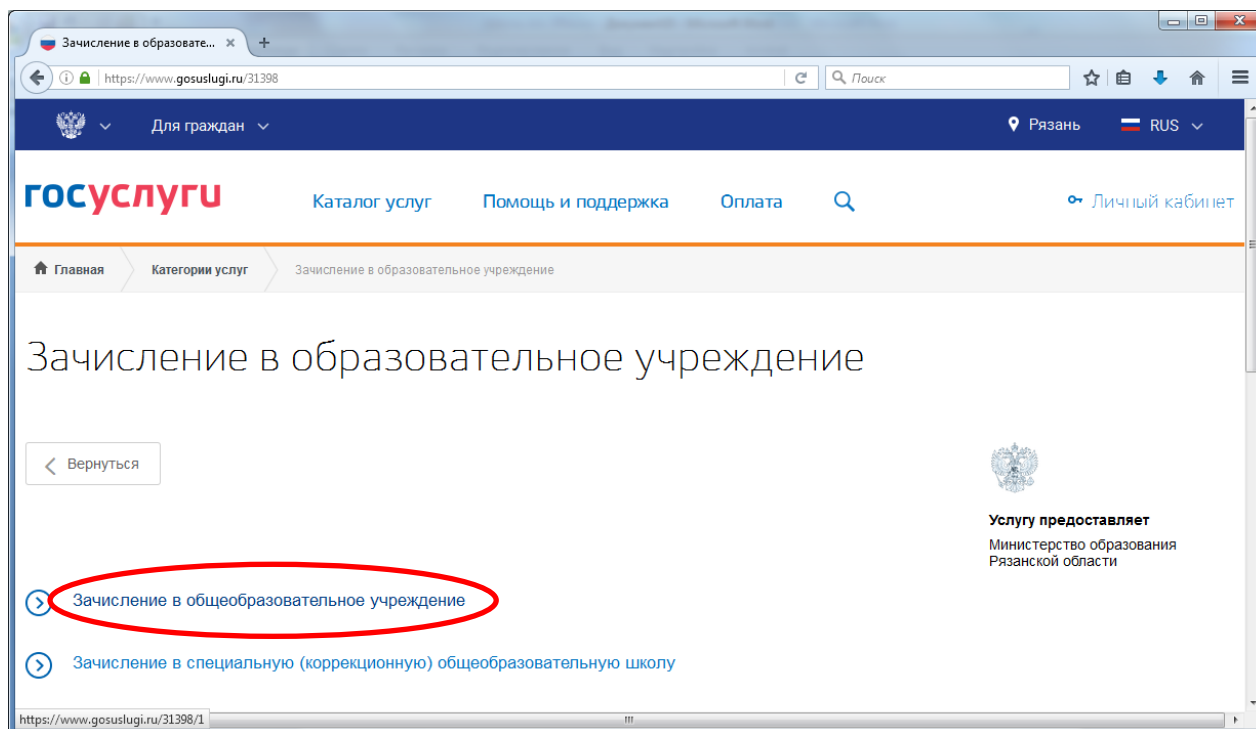 Зачисление в образовате...
https://www.gosuslugi.ru/31398
Поиск
Для граждан
Рязань
RUS
госуслуги
Каталог услуг
Помощь и поддержка
Оплата
Личный кабинет
Главная
Категории услуг
Зачисление в образовательное учреждение
Зачисление в образовательное учреждение
Вернуться
Услугу предоставляет
Министерство образования
Рязанской области
Зачисление в общеобразовательное учреждение
Зачисление в специальную (коррекционную) общеобразовательную школу
https://www.gosuslugi.ru/31398/1